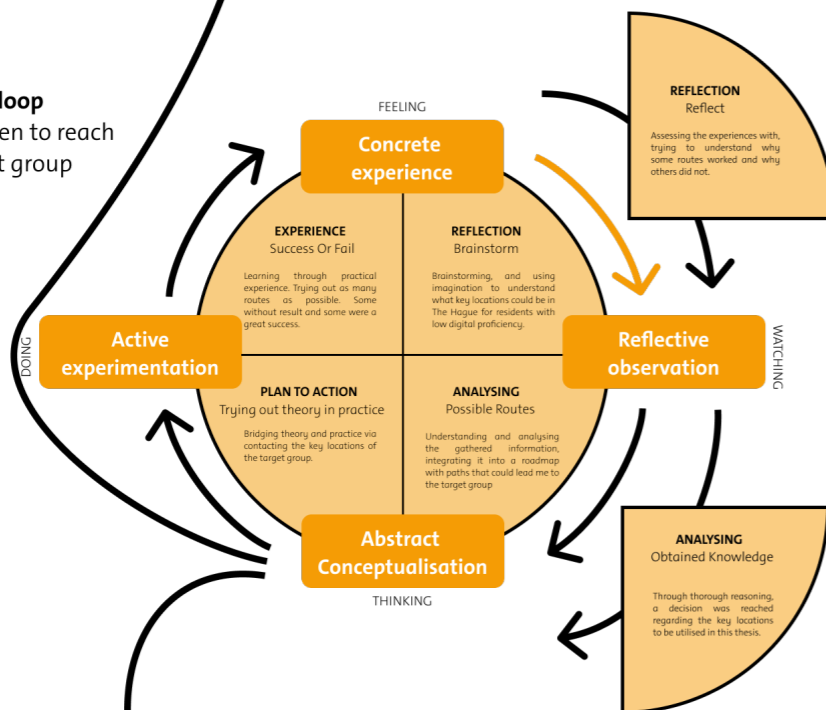 loop
en to reach
t group
FEELING
Concrete
experience
REFLECTION
Reflect
Assessing the experiences with,
trying to understand why
some routes worked and why
others did not.
EXPERIENCE
Success Or Fail
Learning through practical
experience. Trying out as many
routes as possible. Some
without result and some were a
great success.
REFLECTION
Brainstorm
Brainstorming, and using
imagination to understand
what key locations could be in
The Hague for residents with
low digital proficiency.
DOING
Active
experimentation
Reflective
observation
WATCHING
PLAN TO ACTION
Trying out theory in practice
Bridging theory and practice via
contacting the key locations of
the target group.
ANALYSING
Possible Routes
Understanding and analysing
the gathered information,
integrating it into a roadmap
with paths that could lead me to
the target group
Abstract
Conceptualisation
THINKING
ANALYSING
Obtained Knowledge
Through thorough reasoning,
a decision was reached
regarding the key locations
to be utilised in this thesis.